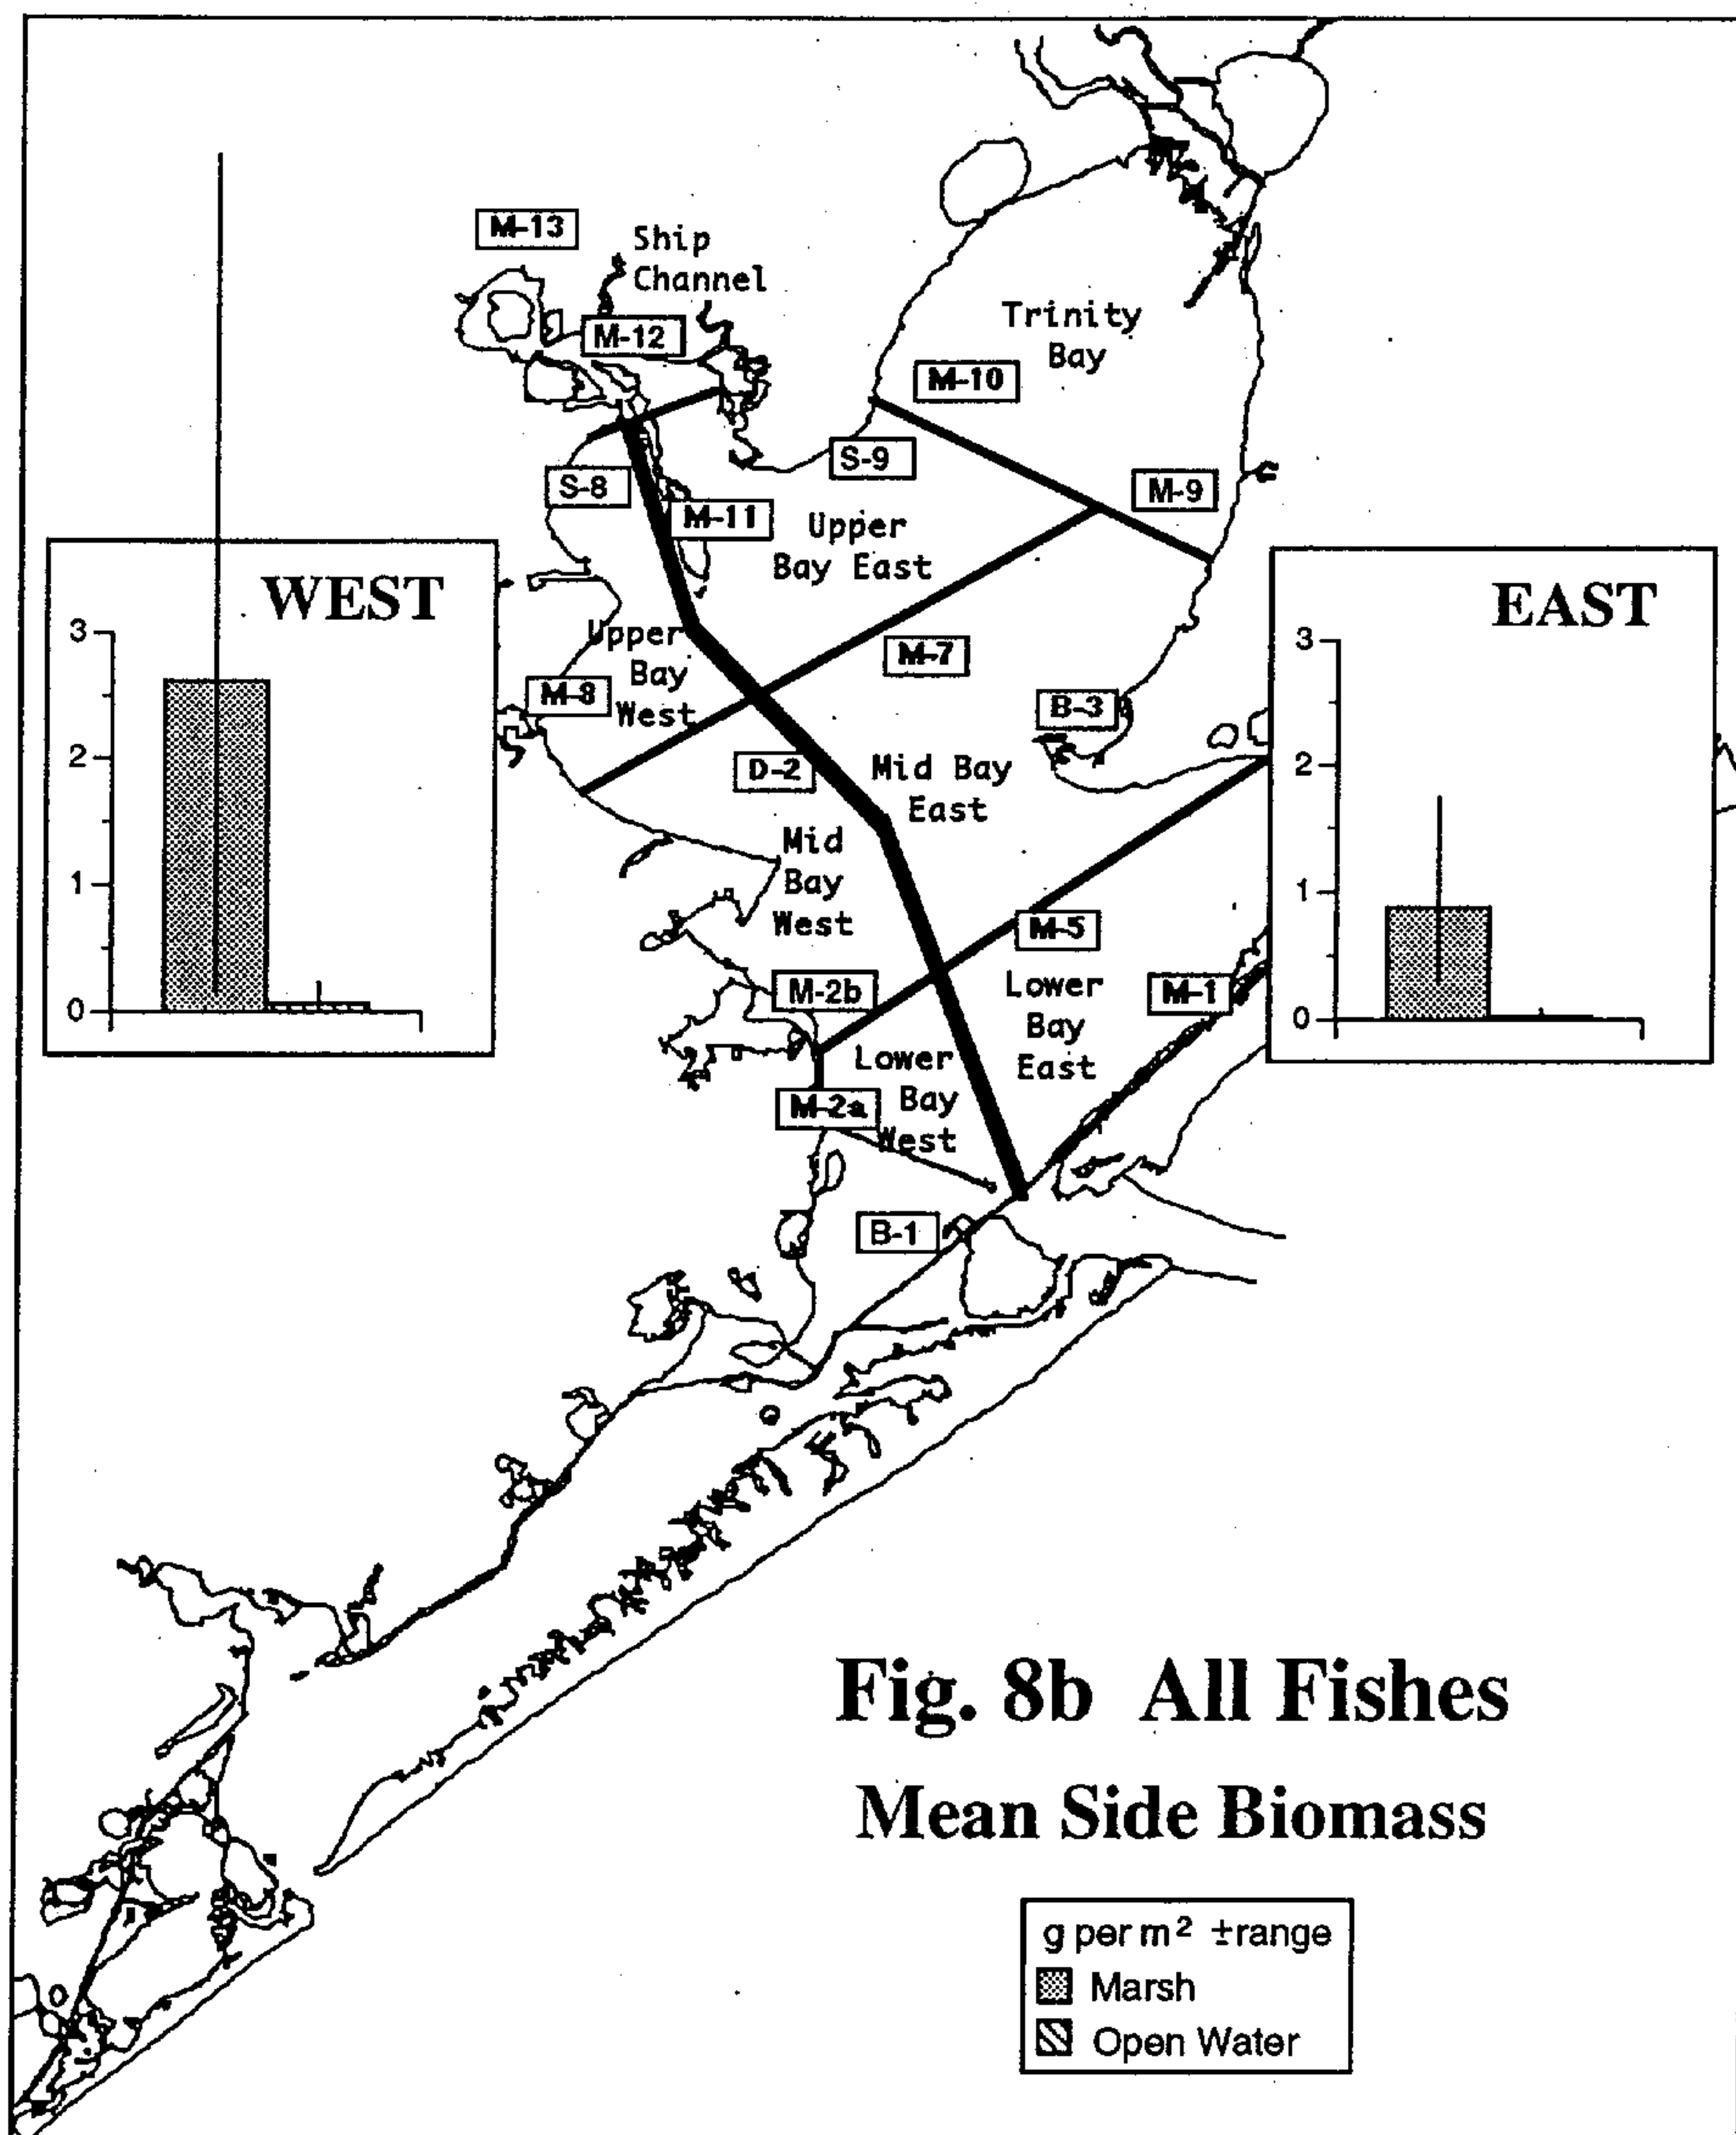 M-13
Ship
Channel
M-12
Trinity
Bay
M-10
S-9
S-8
M-9
M-11
Upper
Bay East
WEST
3
2
1
0
EAST
3
2
1
0
Upper
Bay
West
M-8
M-7
B-3
D-2
Mid Bay
East
Mid
Bay
West
M-5
M-2b
Lower
Bay
East
M-1
Lower
Bay
West
M-2a
B-1
Fig. 8b All Fishes
Mean Side Biomass
g per m² ±range
Marsh
Open Water